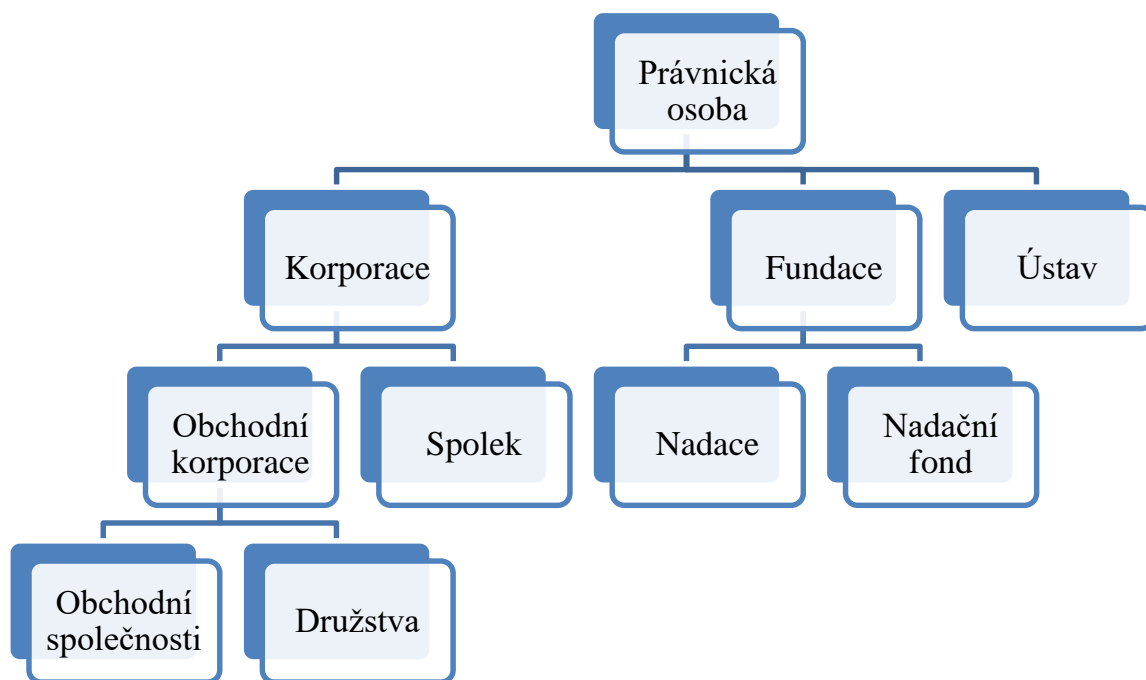 Právnická
osoba
Korporace
Fundace
Ústav
Obchodní
korporace
Spolek
Nadace
Nadační
fond
Obchodní
společnosti
Družstva